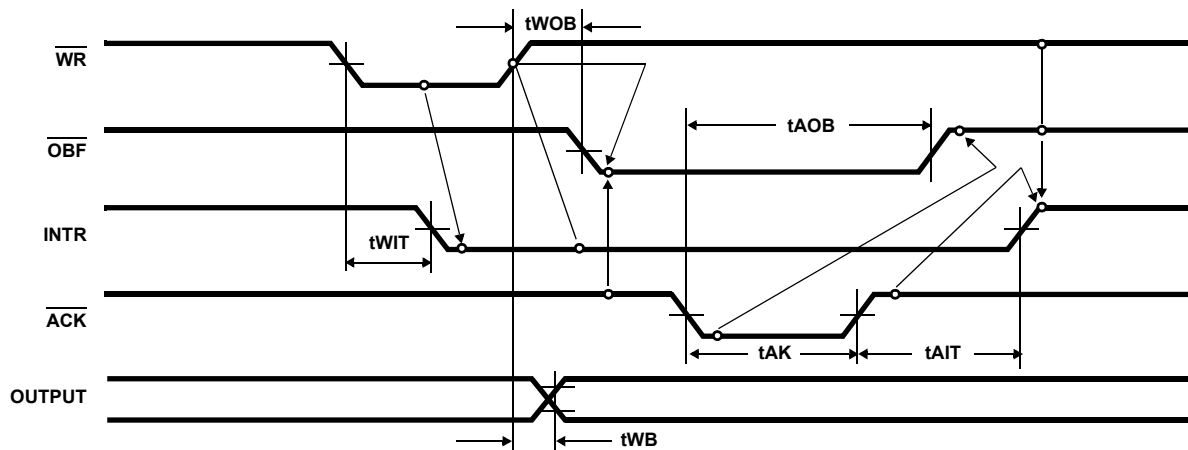 tWOB
WR
tAOB
OBF
INTR
tWIT
ACK
tAK
tAIT
OUTPUT
tWB